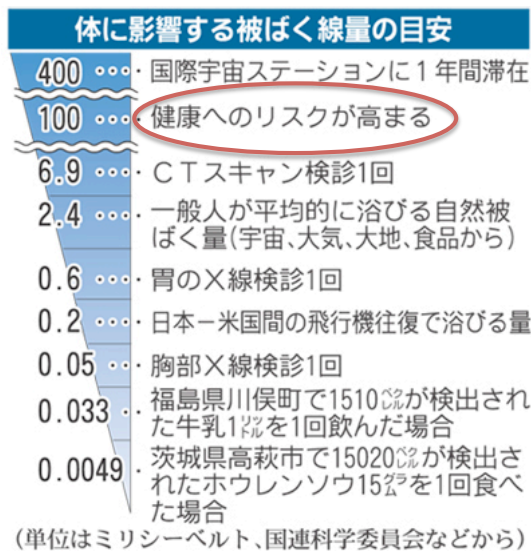 体に影響する被ばく線量の目安
400 ････ 国際宇宙ステーションに１年間滞在
100 ････ 健康へのリスクが高まる
6.9 ････ ＣＴスキャン検診1回
2.4 ････ 一般人が平均的に浴びる自然被
ばく量(宇宙、大気、大地、食品から)
0.6 ････ 胃のＸ線検診1回
0.2 ････ 日本－米国間の飛行機往復で浴びる量
0.05 ･･･ 胸部Ｘ線検診1回
0.033 ･･ 福島県川俣町で1510ベクレルが検出され
た牛乳1リットルを1回飲んだ場合
0.0049 ･ 茨城県高萩市で15020ベクレルが検出さ
れたホウレンソウ15グラムを1回食べ
た場合
(単位はミリシーベルト、国連科学委員会などから)